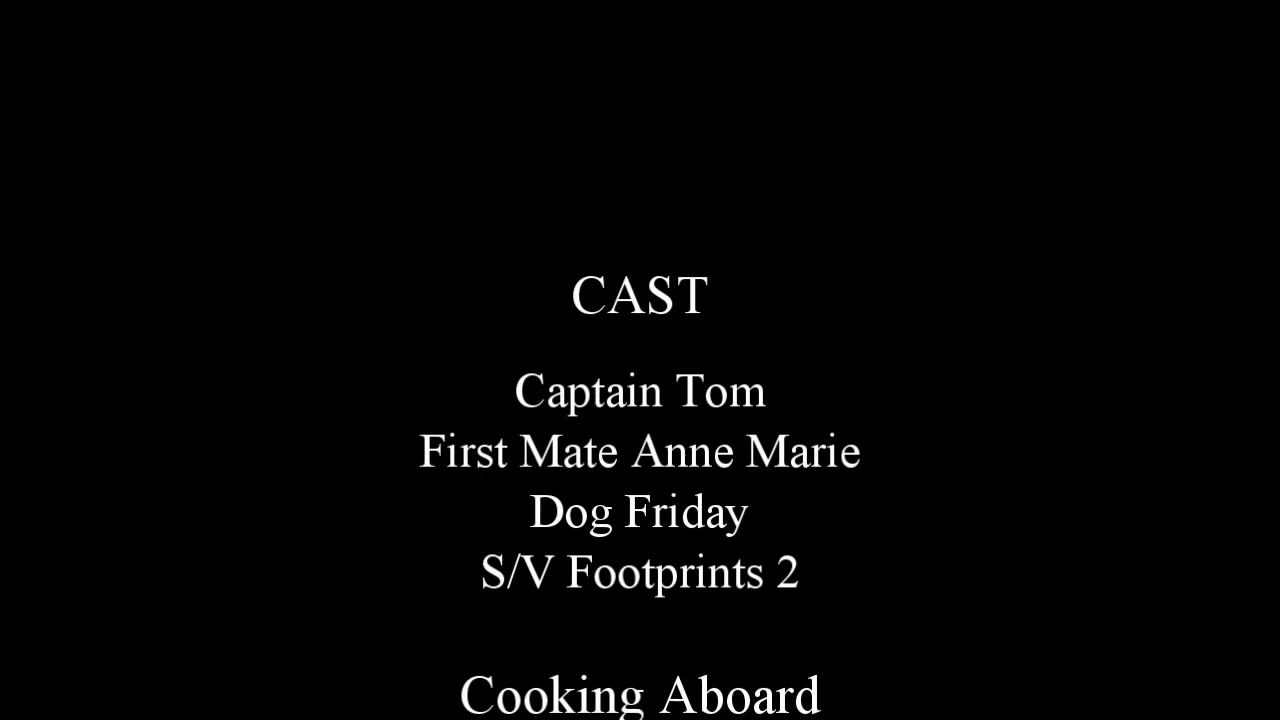 CAST
Captain Tom
First Mate Anne Marie
Dog Friday
S/V Footprints 2
Cooking Aboard